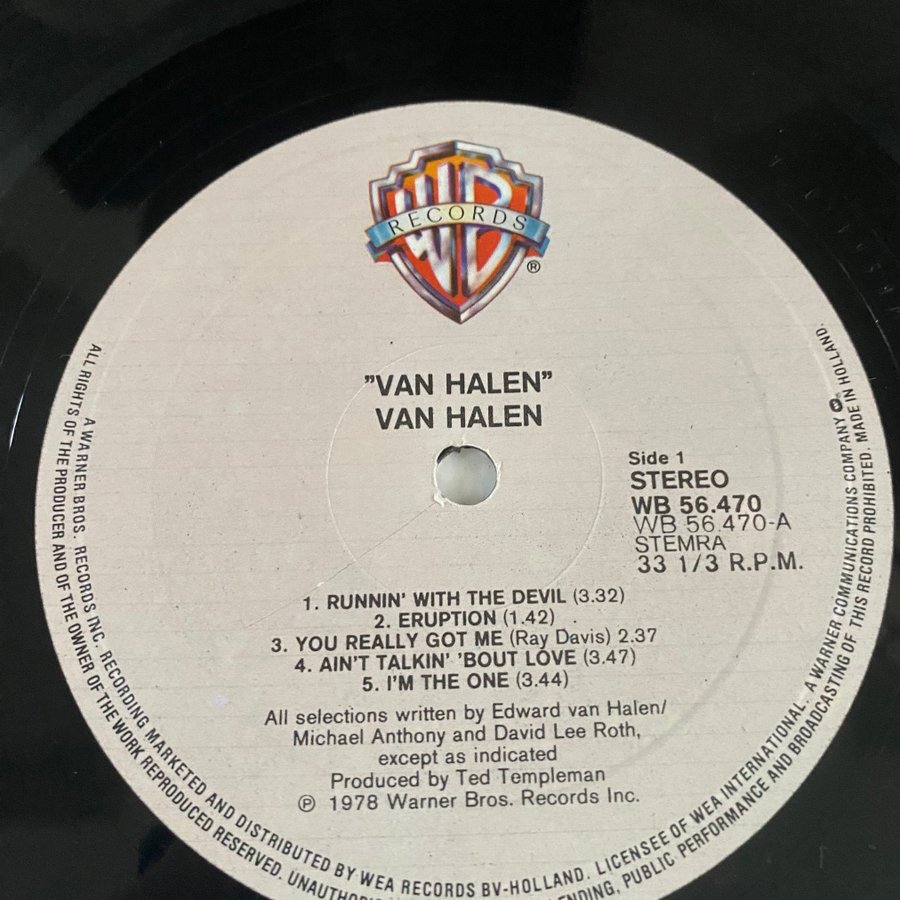 WB
RECORDS
®
”VAN HALEN”
VAN HALEN
Side 1
STEREO
WB 56.470
WB 56.470-A
STEMRA
33 1/3 R.P.M.
1. RUNNIN' WITH THE DEVIL (3.32)
2. ERUPTION (1.42)
3. YOU REALLY GOT ME (Ray Davis) 2.37
4. AIN'T TALKIN' 'BOUT LOVE (3.47)
5. I'M THE ONE (3.44)
All selections written by Edward van Halen/
Michael Anthony and David Lee Roth,
except as indicated
Produced by Ted Templeman
℗ 1978 Warner Bros. Records Inc.
A WARNER BROS. RECORDS INC. RECORDING MARKETED AND DISTRIBUTED BY WEA RECORDS BV-HOLLAND. LICENSEE OF WEA INTERNATIONAL. A WARNER COMMUNICATIONS COMPANY
ALL RIGHTS OF THE PRODUCER AND OF THE OWNER OF THE WORK REPRODUCED RESERVED. PUBLIC PERFORMANCE AND BROADCASTING OF THIS RECORD PROHIBITED. MADE IN HOLLAND.